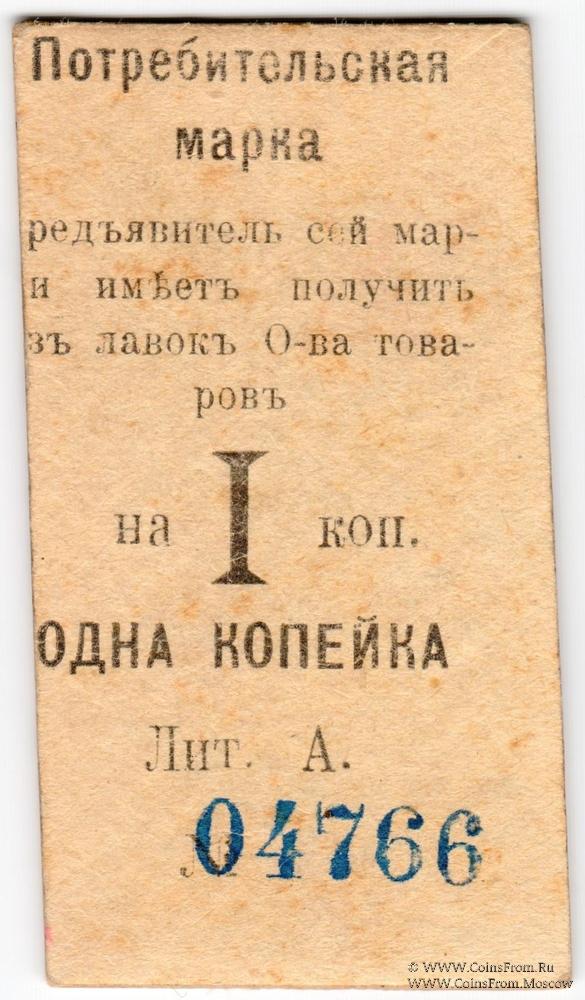 Потребительская
марка
редъявитель сей мар-
и имѣетъ получить
зъ лавокъ О-ва това-
ровъ
на I коп.
ОДНА КОПЕЙКА
Лит. А.
№ 04766
© WWW.CoinsFrom.Ru
WWW.CoinsFrom.Moscow